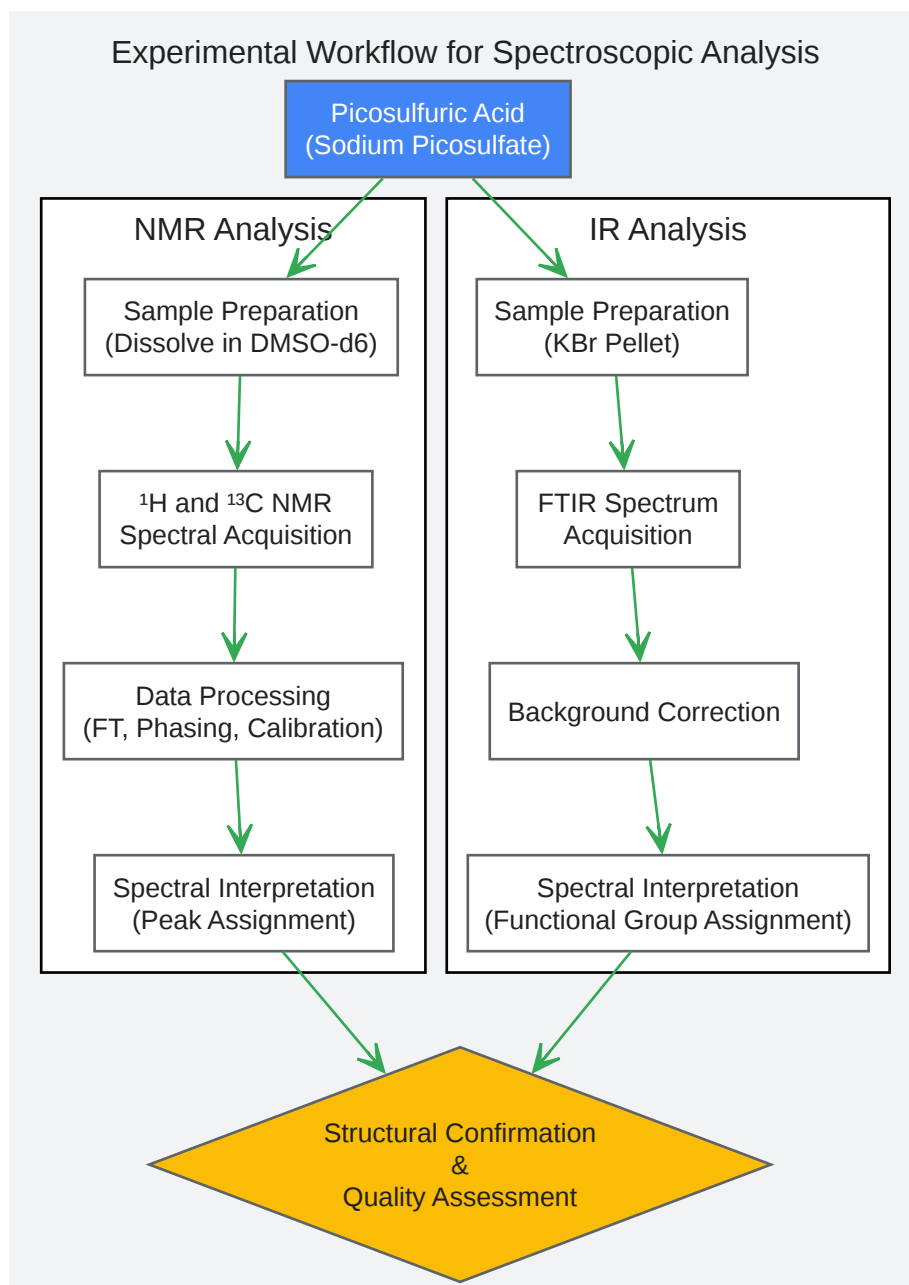 Experimental Workflow for Spectroscopic Analysis
Picosulfuric Acid
(Sodium Picosulfate)
NMR Analysis
Sample Preparation
(Dissolve in DMSO-d6)
¹H and ¹³C NMR
Spectral Acquisition
Data Processing
(FT, Phasing, Calibration)
Spectral Interpretation
(Peak Assignment)
IR Analysis
Sample Preparation
(KBr Pellet)
FTIR Spectrum
Acquisition
Background Correction
Spectral Interpretation
(Functional Group Assignment)
Structural Confirmation
&
Quality Assessment